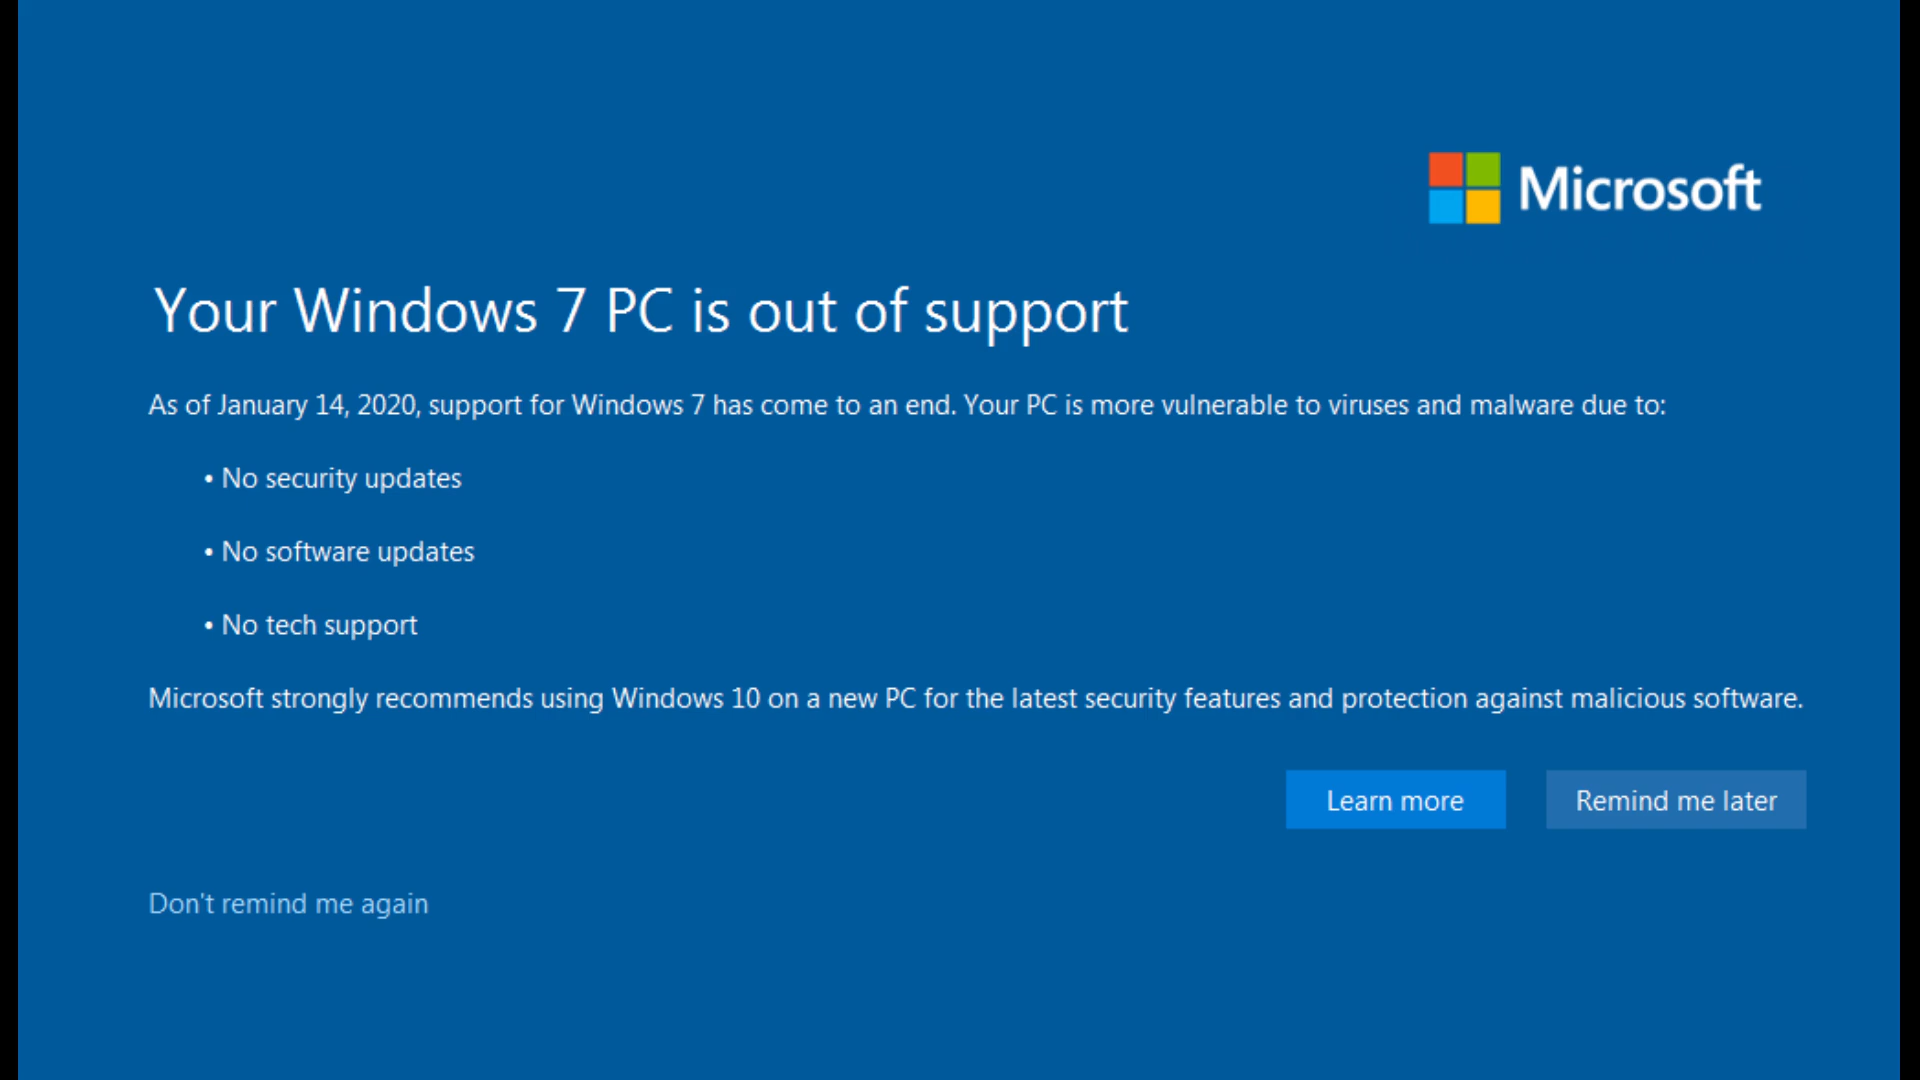 Microsoft
Your Windows 7 PC is out of support
As of January 14, 2020, support for Windows 7 has come to an end. Your PC is more vulnerable to viruses and malware due to:
• No security updates
• No software updates
• No tech support
Microsoft strongly recommends using Windows 10 on a new PC for the latest security features and protection against malicious software.
Learn more
Remind me later
Don't remind me again